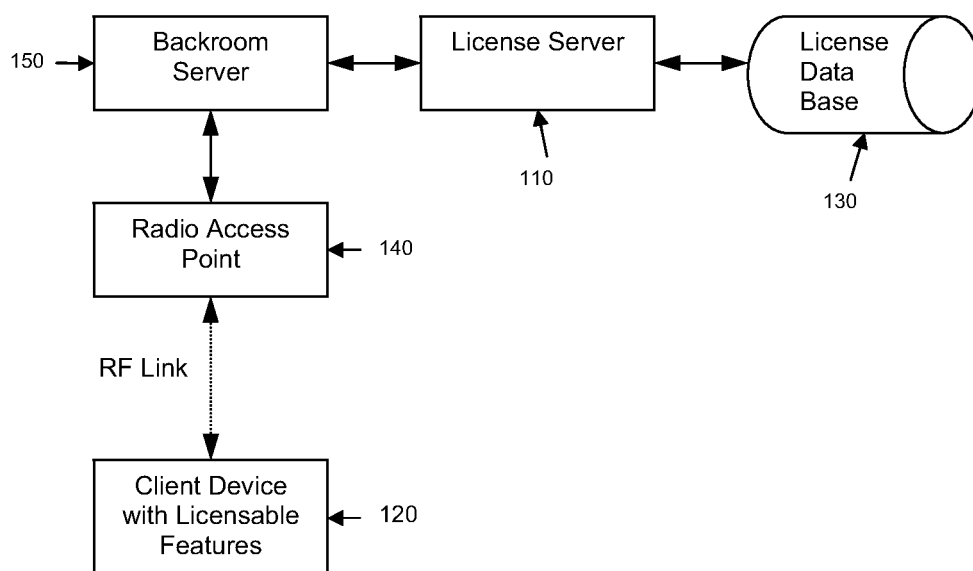 Backroom
Server
150
License Server
License
Data
Base
110
130
Radio Access
Point
140
RF Link
Client Device
with Licensable
Features
120